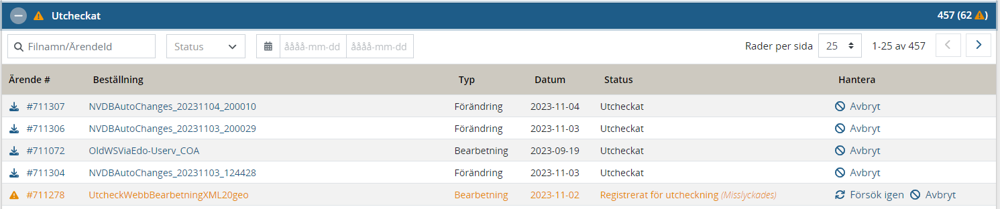 Utcheckat 457 (62 )
Filnamn/ÄrendeId Status åååå-mm-dd åååå-mm-dd Rader per sida 25 1-25 av 457
Ärende # Beställning Typ Datum Status Hantera
#711307 NVDBAutoChanges_20231104_200010 Förändring 2023-11-04 Utcheckat Avbryt
#711306 NVDBAutoChanges_20231103_200029 Förändring 2023-11-03 Utcheckat Avbryt
#711072 OldWSViaEdo-Userv_COA Bearbetning 2023-09-19 Utcheckat Avbryt
#711304 NVDBAutoChanges_20231103_124428 Förändring 2023-11-03 Utcheckat Avbryt
#711278 UtcheckWebbBearbetningXML20geo Bearbetning 2023-11-02 Registrerat för utcheckning (Misslyckades) Försök igen Avbryt